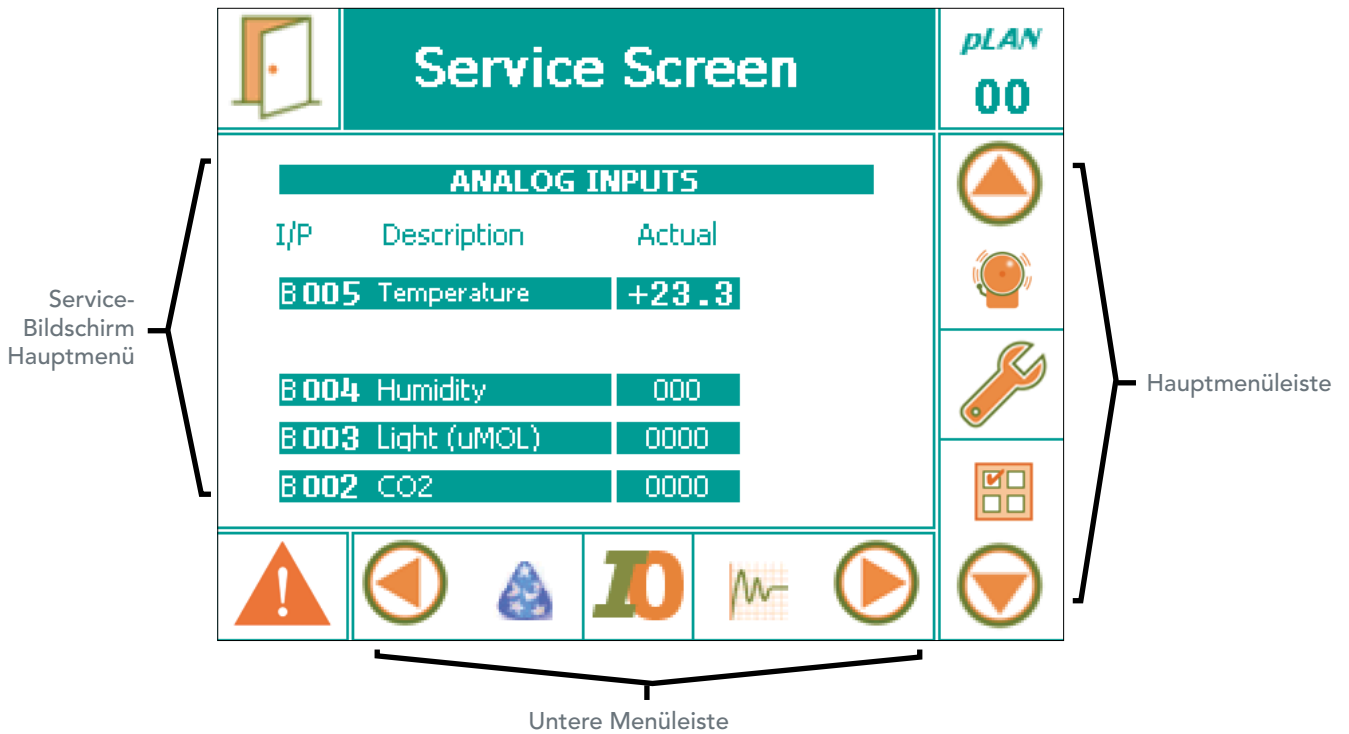 Service Screen
pLAN
00
ANALOG INPUTS
I/P Description Actual
B005 Temperature +23.3
B004 Humidity 000
B003 Light (uMOL) 0000
B002 CO2 0000
IO
Service-
Bildschirm
Hauptmenü
Hauptmenüleiste
Untere Menüleiste